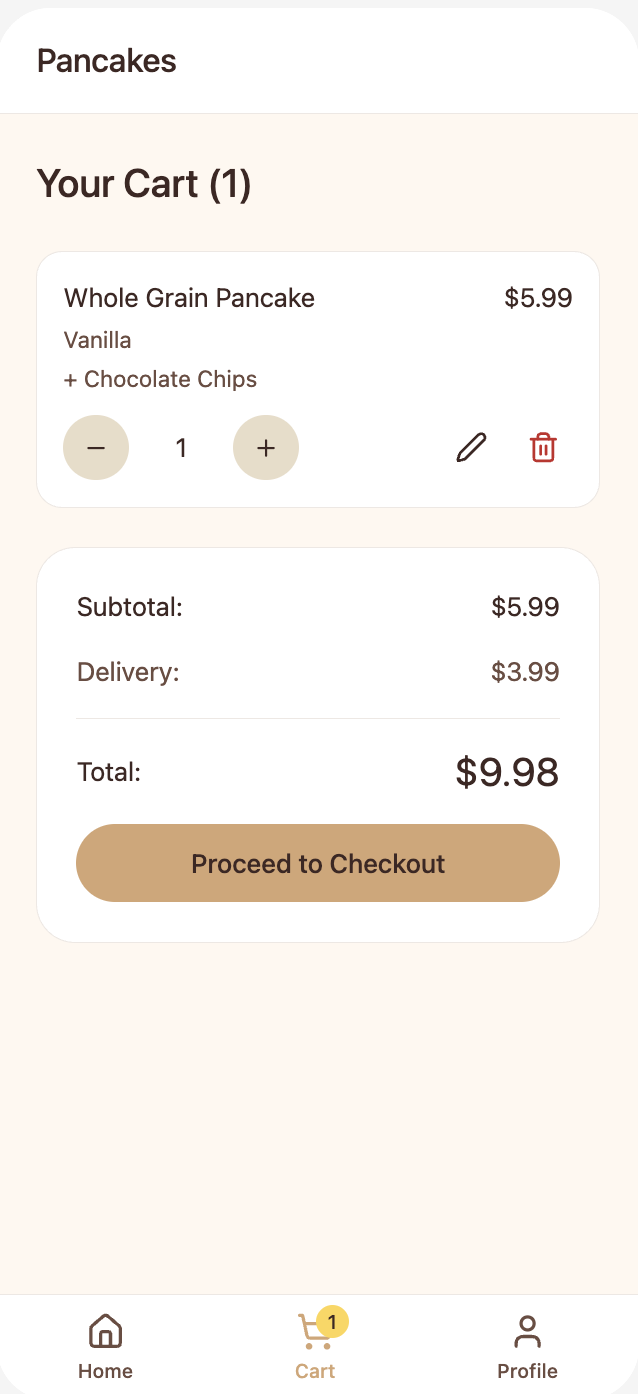 Pancakes
Your Cart (1)
Whole Grain Pancake $5.99
Vanilla
+ Chocolate Chips
− 1 +
Subtotal: $5.99
Delivery: $3.99
Total: $9.98
Proceed to Checkout
1
Home Cart Profile